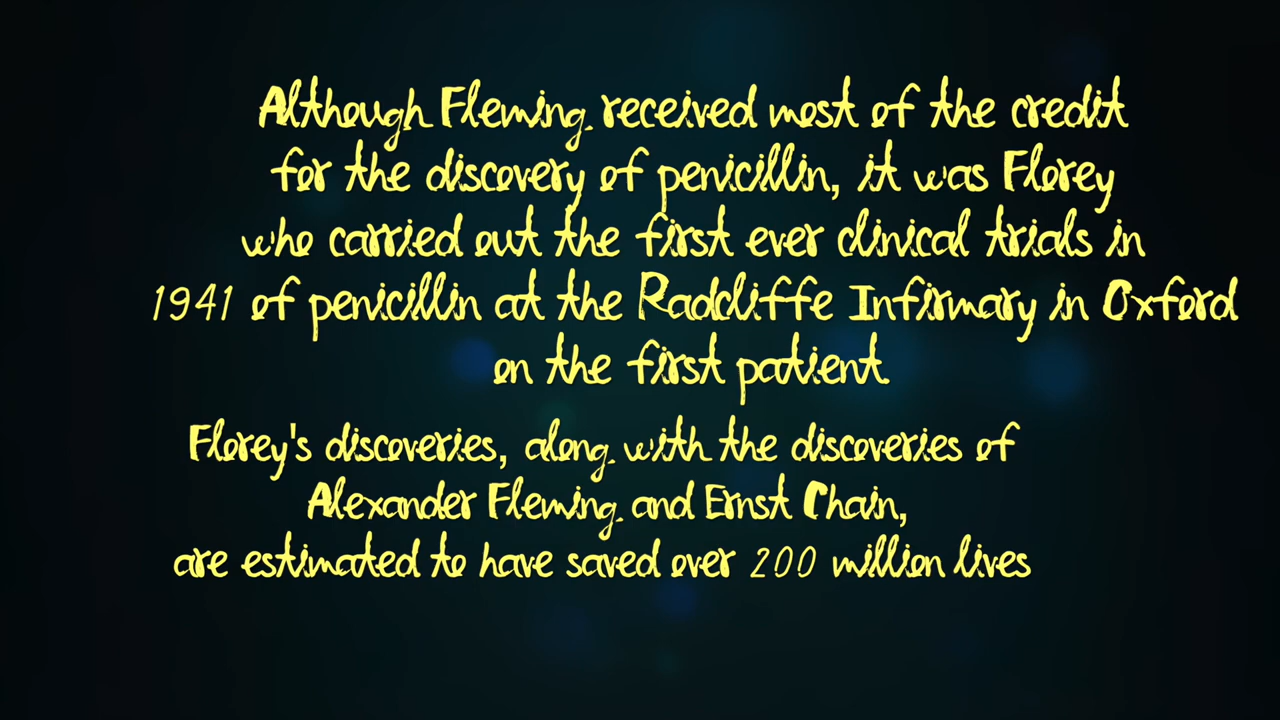 Although Fleming received most of the credit
for the discovery of penicillin, it was Florey
who carried out the first ever clinical trials in
1941 of penicillin at the Radcliffe Infirmary in Oxford
on the first patient.
Florey's discoveries, along with the discoveries of
Alexander Fleming and Ernst Chain,
are estimated to have saved over 200 million lives